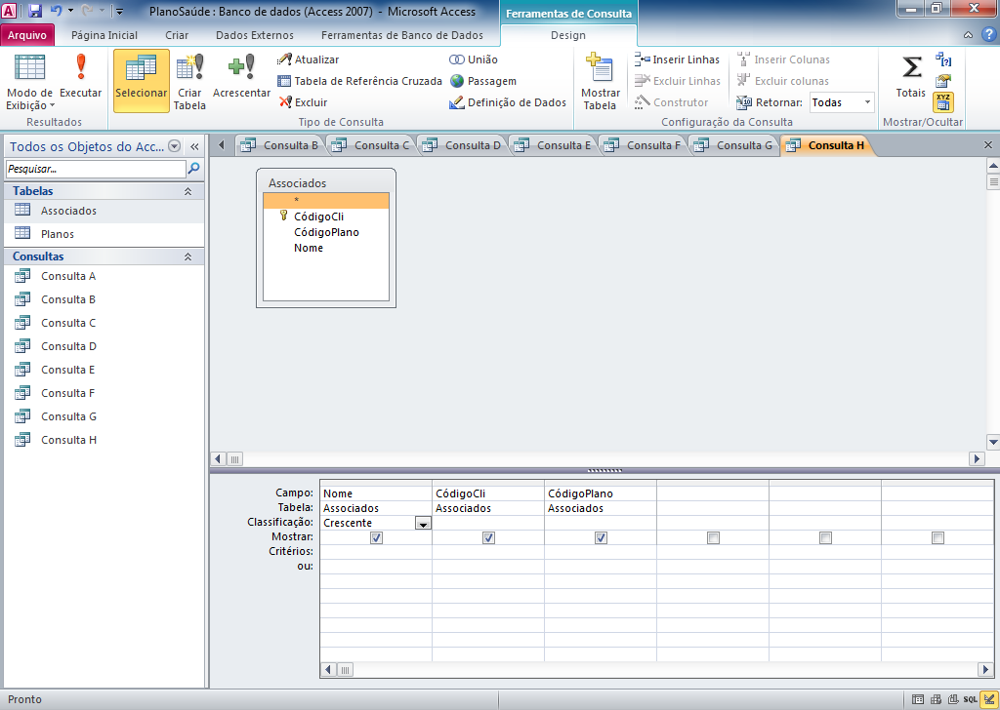 PlanoSaúde : Banco de dados (Access 2007) - Microsoft Access
Ferramentas de Consulta
Arquivo Página Inicial Criar Dados Externos Ferramentas de Banco de Dados Design
Modo de Exibição
Executar
Resultados
Selecionar
Criar Tabela
Acrescentar
Atualizar
Tabela de Referência Cruzada
Excluir
União
Passagem
Definição de Dados
Tipo de Consulta
Mostrar Tabela
Inserir Linhas
Excluir Linhas
Construtor
Inserir Colunas
Excluir colunas
Retornar: Todas
Configuração da Consulta
Totais
XYZ
Mostrar/Ocultar
Todos os Objetos do Acc...
Pesquisar...
Tabelas
Associados
Planos
Consultas
Consulta A
Consulta B
Consulta C
Consulta D
Consulta E
Consulta F
Consulta G
Consulta H
Consulta B Consulta C Consulta D Consulta E Consulta F Consulta G Consulta H
Associados
*
CódigoCli
CódigoPlano
Nome
Campo: Nome CódigoCli CódigoPlano
Tabela: Associados Associados Associados
Classificação: Crescente
Mostrar:
Critérios:
ou:
Pronto
SQL